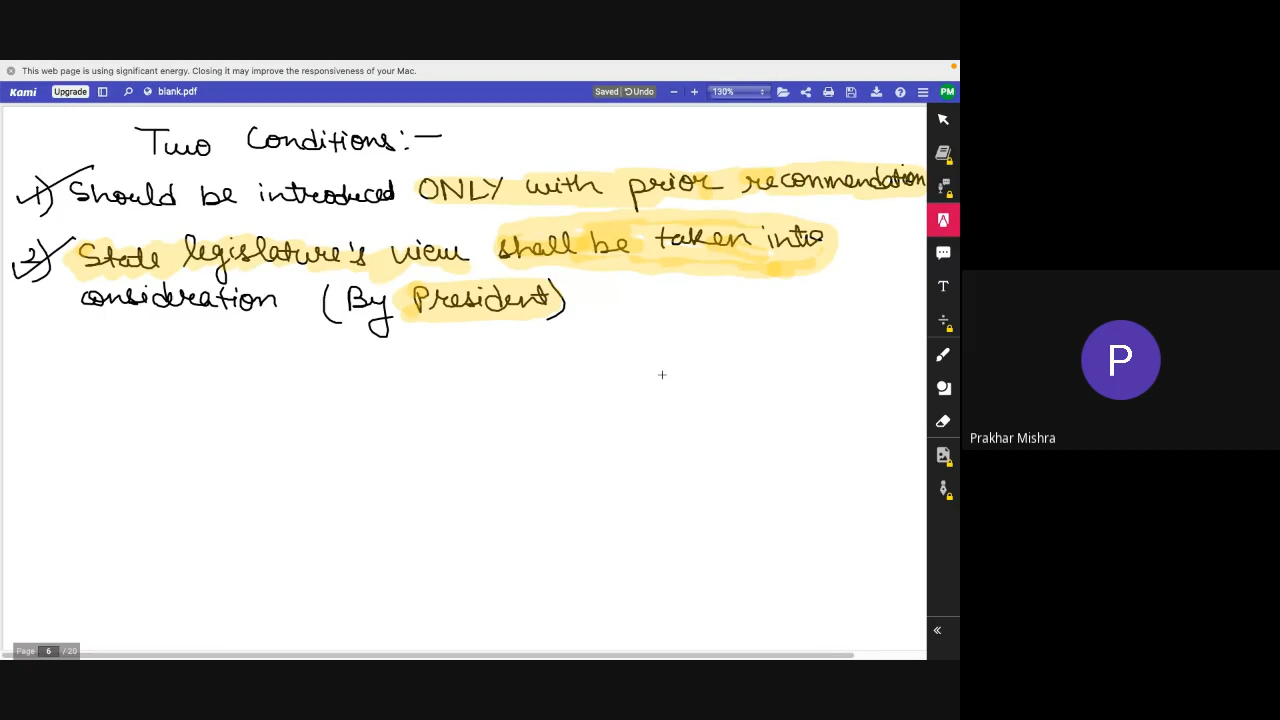 This web page is using significant energy. Closing it may improve the responsiveness of your Mac.
Kami Upgrade blank.pdf Saved Undo 130% PM
Two Conditions:-
1) Should be introduced ONLY with prior recommendation
2) State legislature's view shall be taken into
consideration (By President)
T
P
Prakhar Mishra
Page 6 / 20